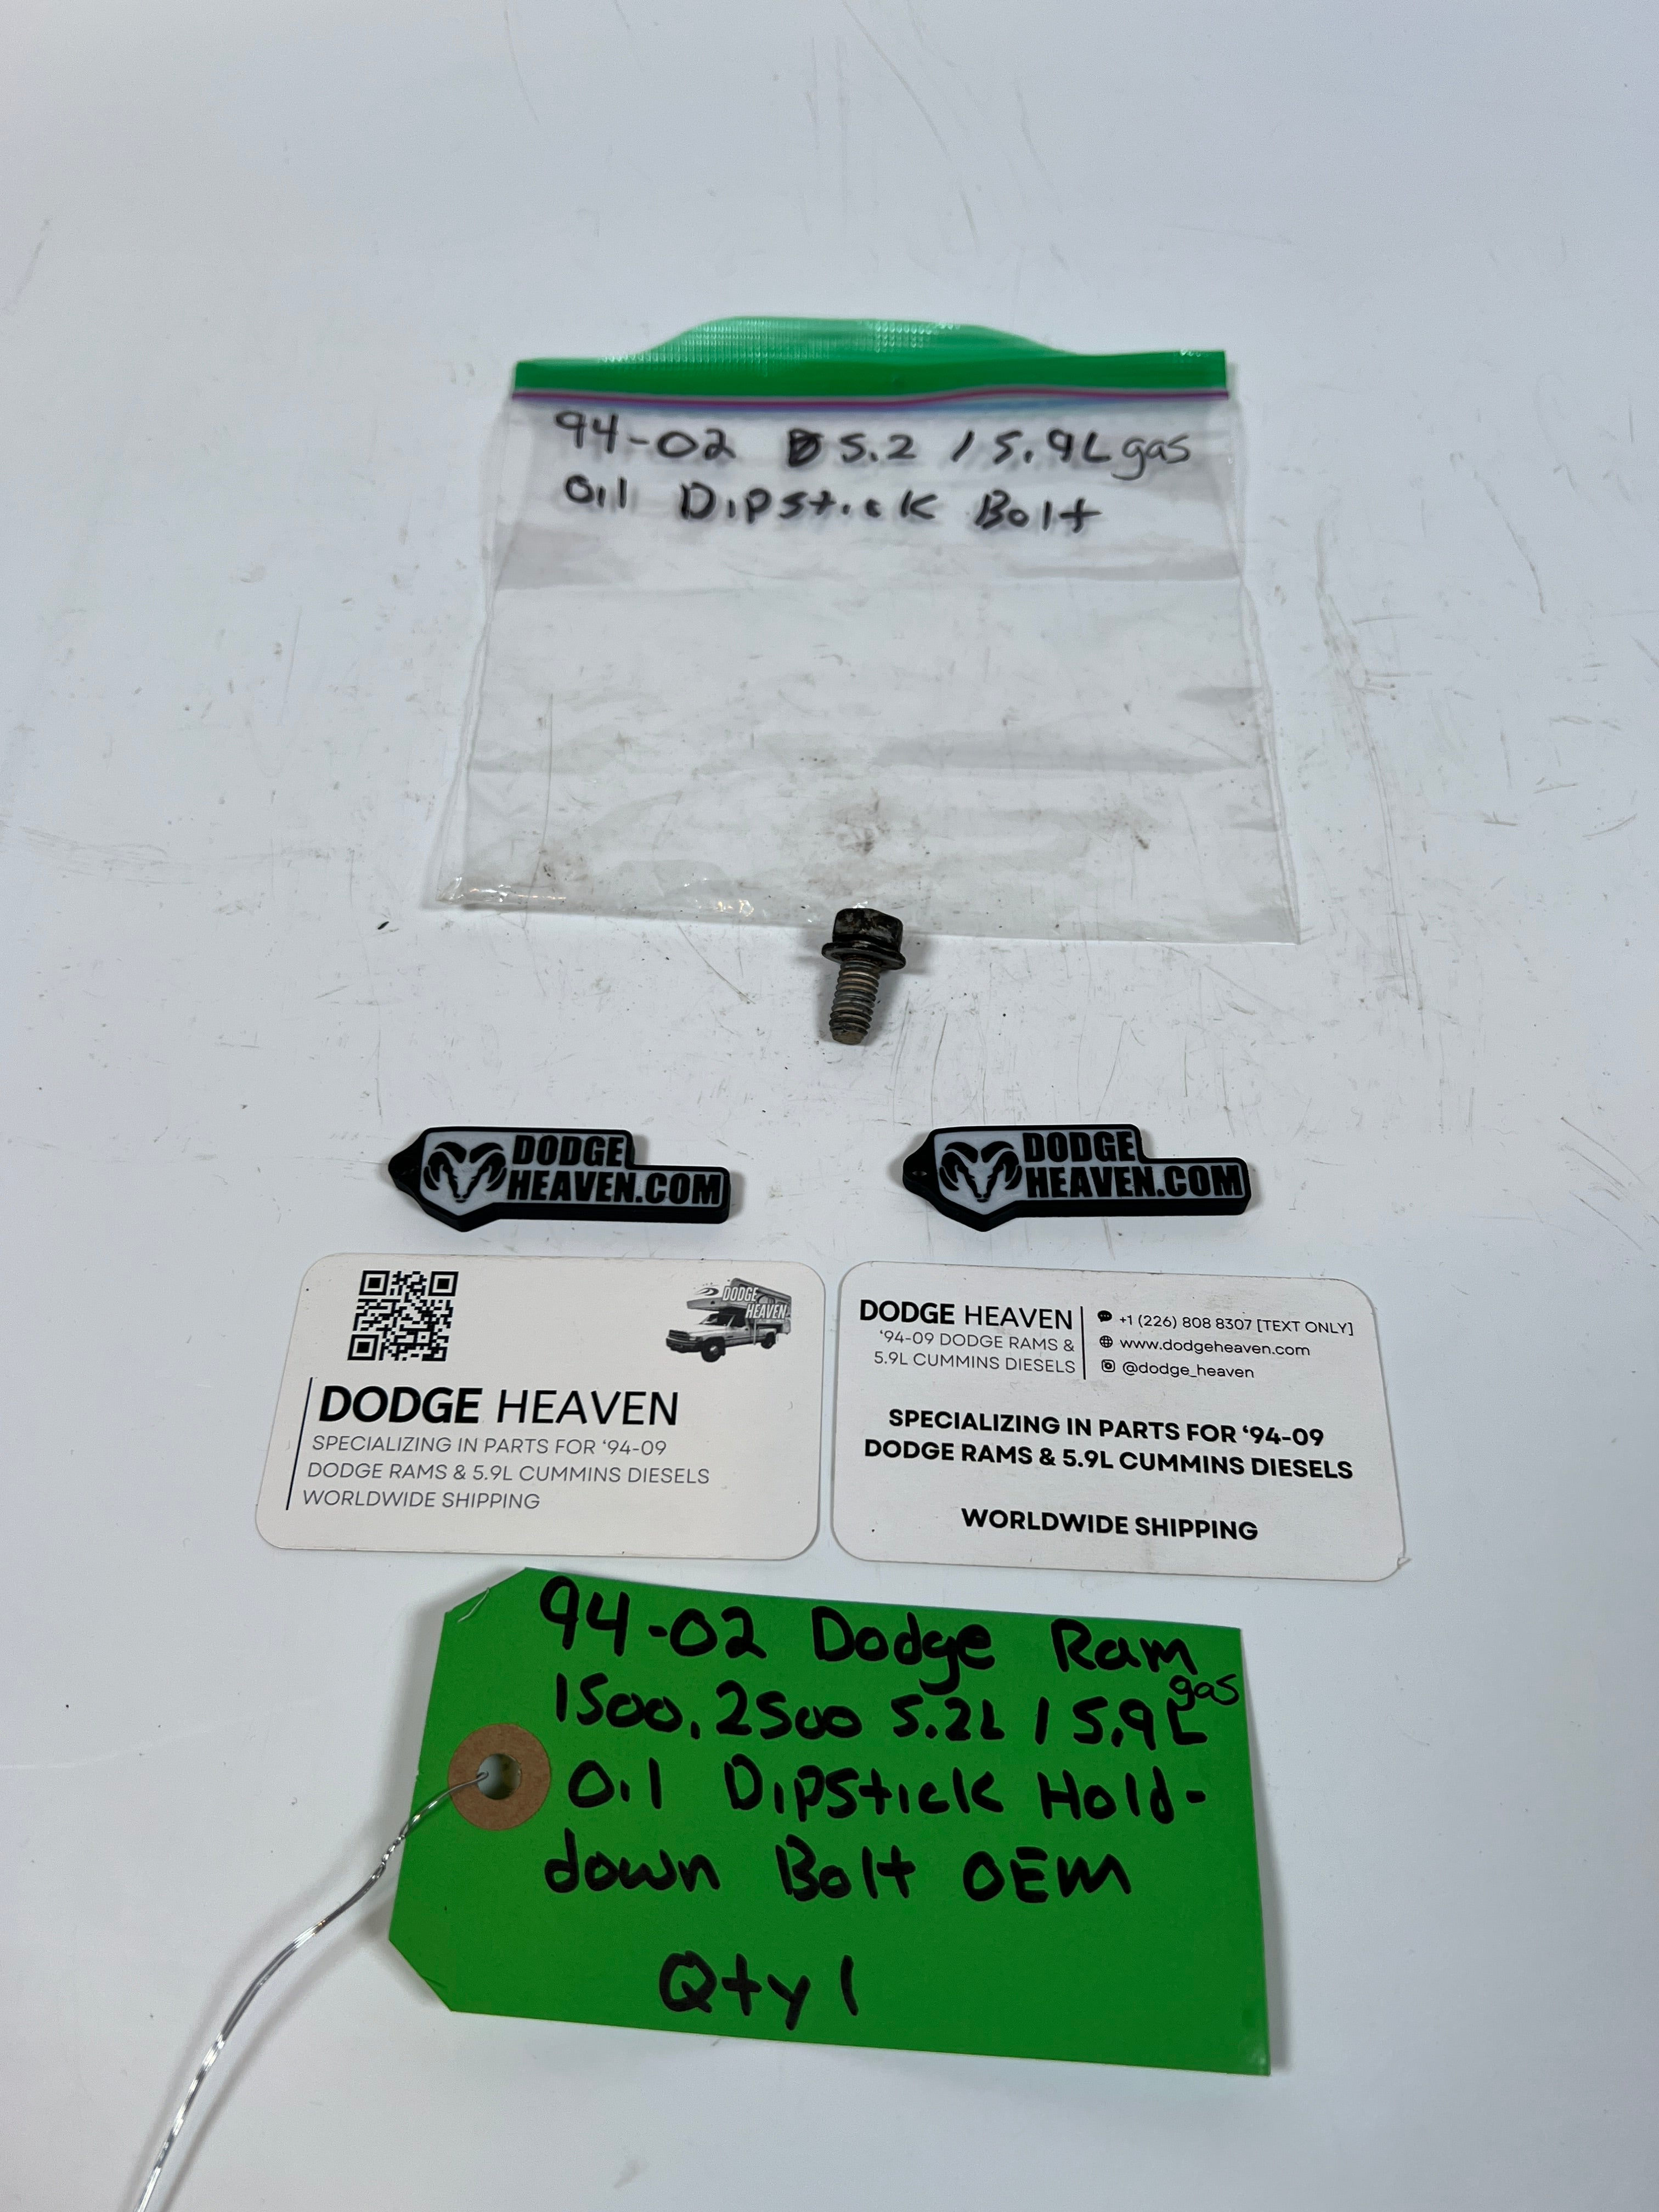 94-02 5.2 / 5.9L gas
Oil Dipstick Bolt
DODGE
HEAVEN.COM
DODGE
HEAVEN.COM
DODGE
HEAVEN
DODGE HEAVEN
SPECIALIZING IN PARTS FOR ‘94-09
DODGE RAMS & 5.9L CUMMINS DIESELS
WORLDWIDE SHIPPING
DODGE HEAVEN
‘94-09 DODGE RAMS &
5.9L CUMMINS DIESELS
+1 (226) 808 8307 [TEXT ONLY]
www.dodgeheaven.com
@dodge_heaven
SPECIALIZING IN PARTS FOR ‘94-09
DODGE RAMS & 5.9L CUMMINS DIESELS
WORLDWIDE SHIPPING
94-02 Dodge Ram
1500, 2500 5.2L / 5.9L gas
Oil Dipstick Hold-
down Bolt OEM
Qty 1